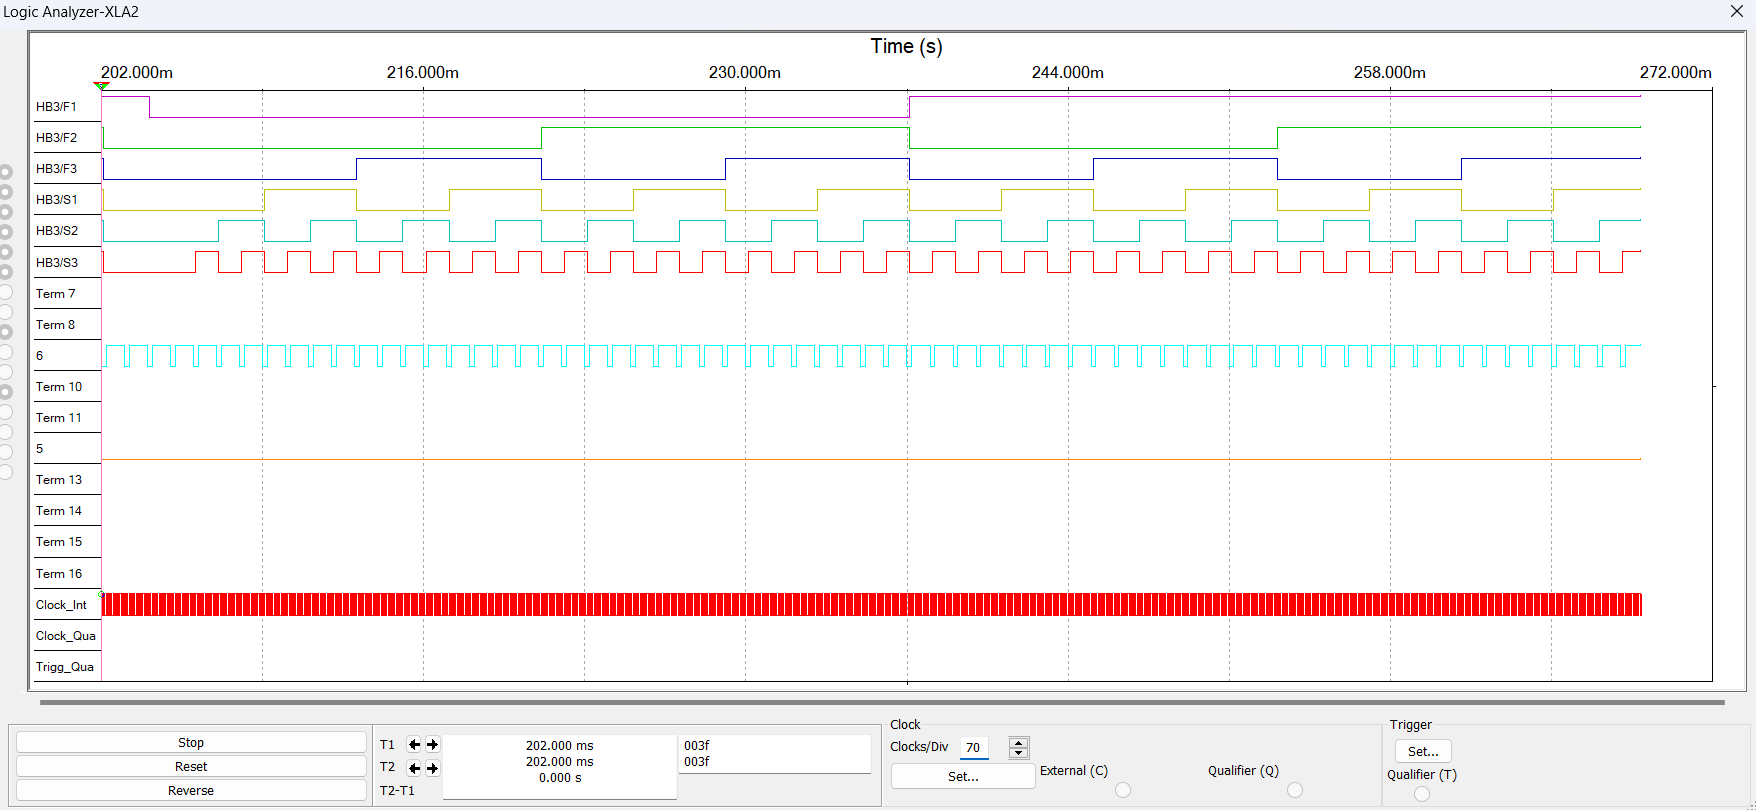 Logic Analyzer-XLA2
Time (s)
202.000m 216.000m 230.000m 244.000m 258.000m 272.000m
HB3/F1
HB3/F2
HB3/F3
HB3/S1
HB3/S2
HB3/S3
Term 7
Term 8
6
Term 10
Term 11
5
Term 13
Term 14
Term 15
Term 16
Clock_Int
Clock_Qua
Trigg_Qua
Stop
Reset
Reverse
T1 202.000 ms 003f
T2 202.000 ms 003f
T2-T1 0.000 s
Clock
Clocks/Div 70
Set...
External (C)
Qualifier (Q)
Trigger
Set...
Qualifier (T)